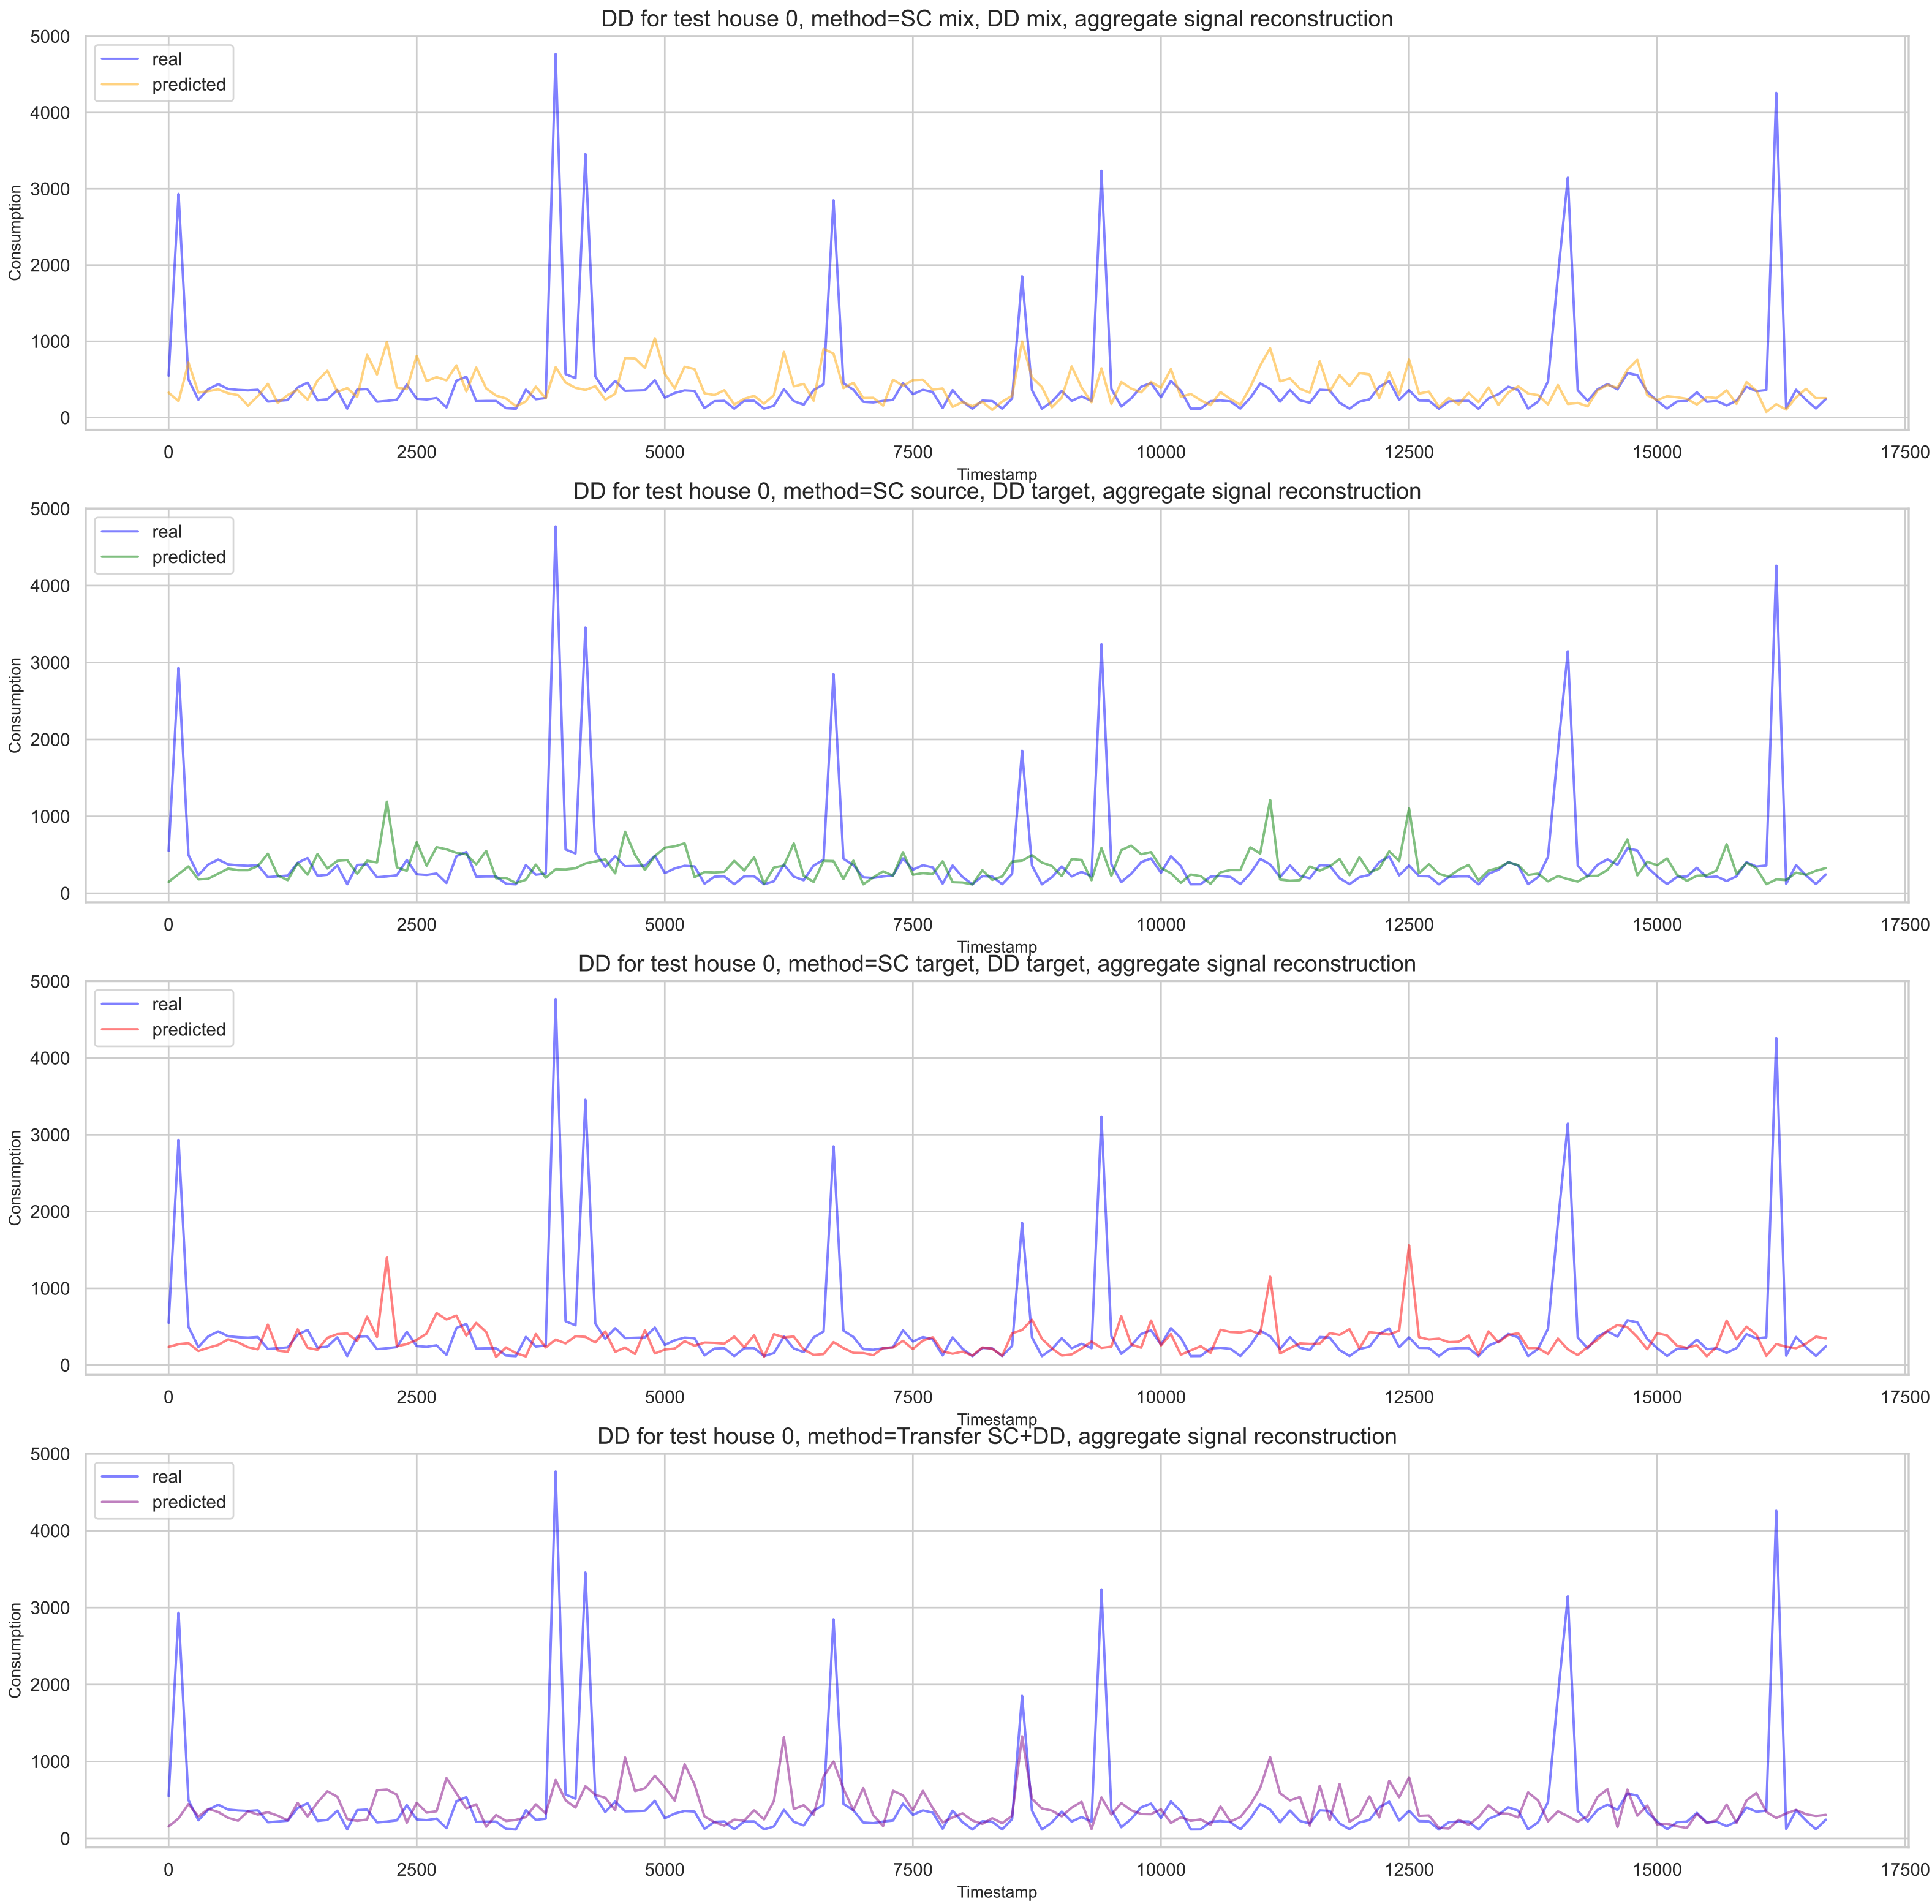 DD for test house 0, method=SC mix, DD mix, aggregate signal reconstruction
5000
4000
3000
2000
1000
0
Consumption
real
predicted
0 2500 5000 7500 10000 12500 15000 17500
Timestamp
DD for test house 0, method=SC source, DD target, aggregate signal reconstruction
5000
4000
3000
2000
1000
0
Consumption
real
predicted
0 2500 5000 7500 10000 12500 15000 17500
Timestamp
DD for test house 0, method=SC target, DD target, aggregate signal reconstruction
5000
4000
3000
2000
1000
0
Consumption
real
predicted
0 2500 5000 7500 10000 12500 15000 17500
Timestamp
DD for test house 0, method=Transfer SC+DD, aggregate signal reconstruction
5000
4000
3000
2000
1000
0
Consumption
real
predicted
0 2500 5000 7500 10000 12500 15000 17500
Timestamp